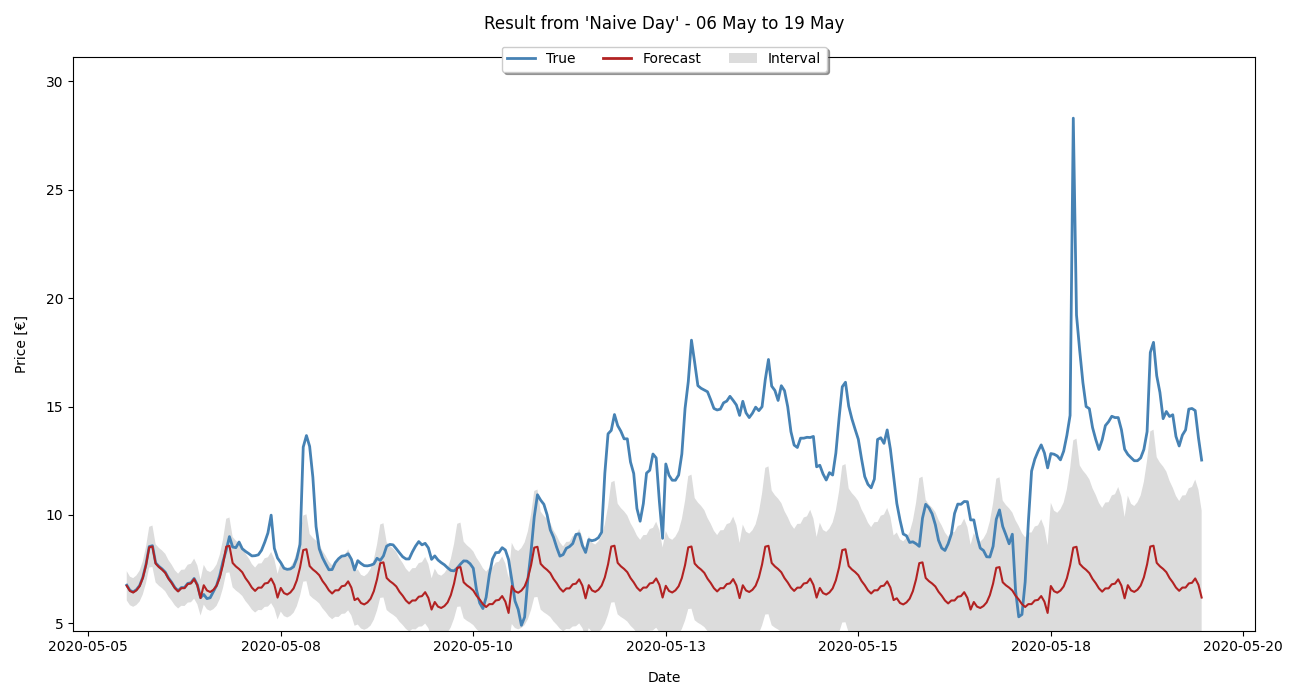 Result from 'Naive Day' - 06 May to 19 May
True Forecast Interval
30
25
20
15
10
5
Price [€]
2020-05-05 2020-05-08 2020-05-10 2020-05-13 2020-05-15 2020-05-18 2020-05-20
Date